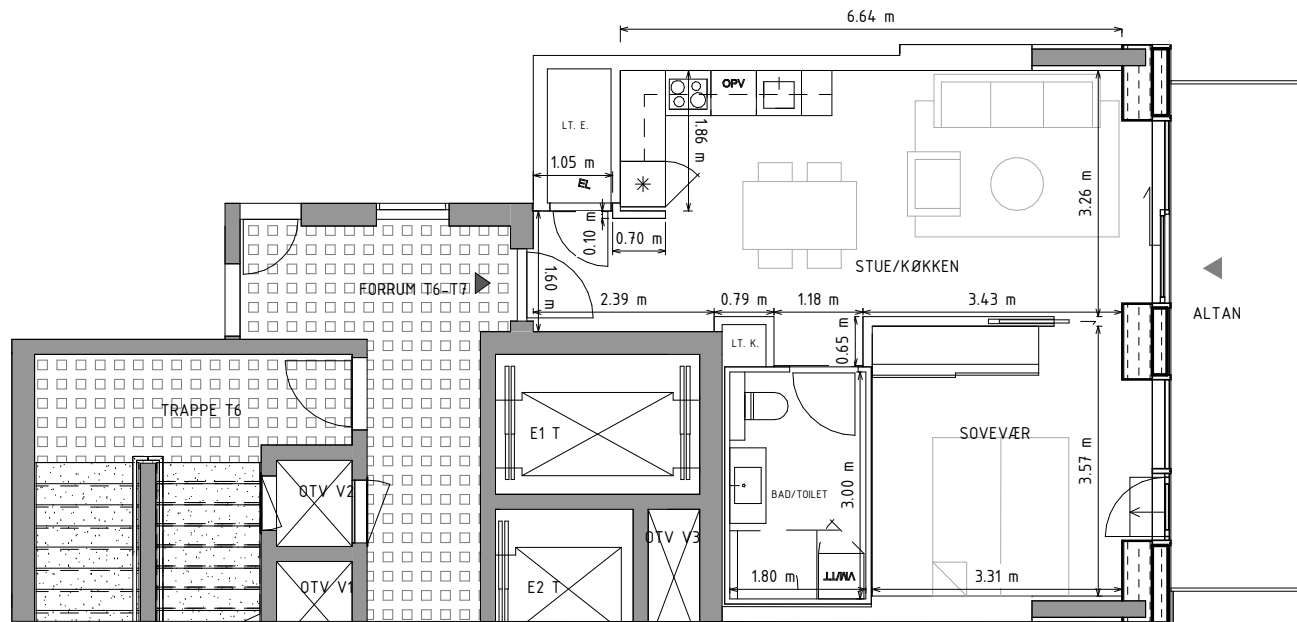 6.64 m
OPV
LT. E.
1.86 m
1.05 m
EL
3.26 m
0.10 m
0.70 m
STUE/KØKKEN
FORRUM T6-T7
1.60 m
2.39 m
0.79 m
1.18 m
3.43 m
ALTAN
LT. K.
0.65 m
TRAPPE T6
E1 T
SOVEVÆR
3.57 m
OTV V2
BAD/TOILET
3.00 m
OTV V3
1.80 m
VM/TT
3.31 m
OTV V1
E2 T